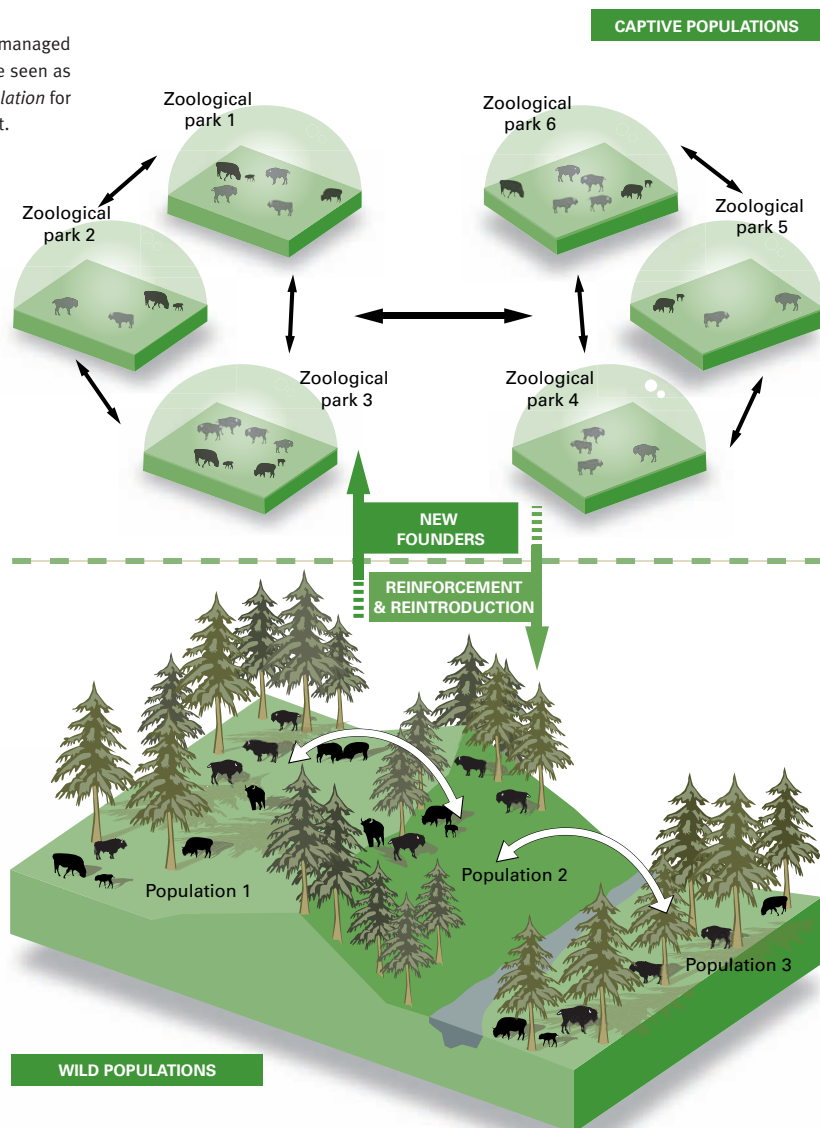 CAPTIVE POPULATIONS
managed
seen as
lation for
t.
Zoological
park 1
Zoological
park 6
Zoological
park 2
Zoological
park 5
Zoological
park 3
Zoological
park 4
NEW
FOUNDERS
REINFORCEMENT
& REINTRODUCTION
Population 1
Population 2
Population 3
WILD POPULATIONS